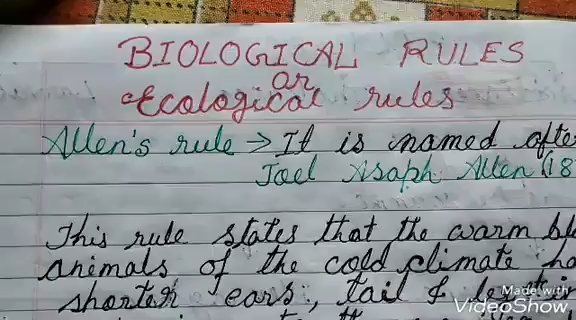 BIOLOGICAL RULES
or
Ecological rules
Allen's rule → It is named afte
Joel Asaph Allen (18
This rule states that the warm bl
animals of the cold climate ha
shorter ears, tail &
Made with
VideoShow